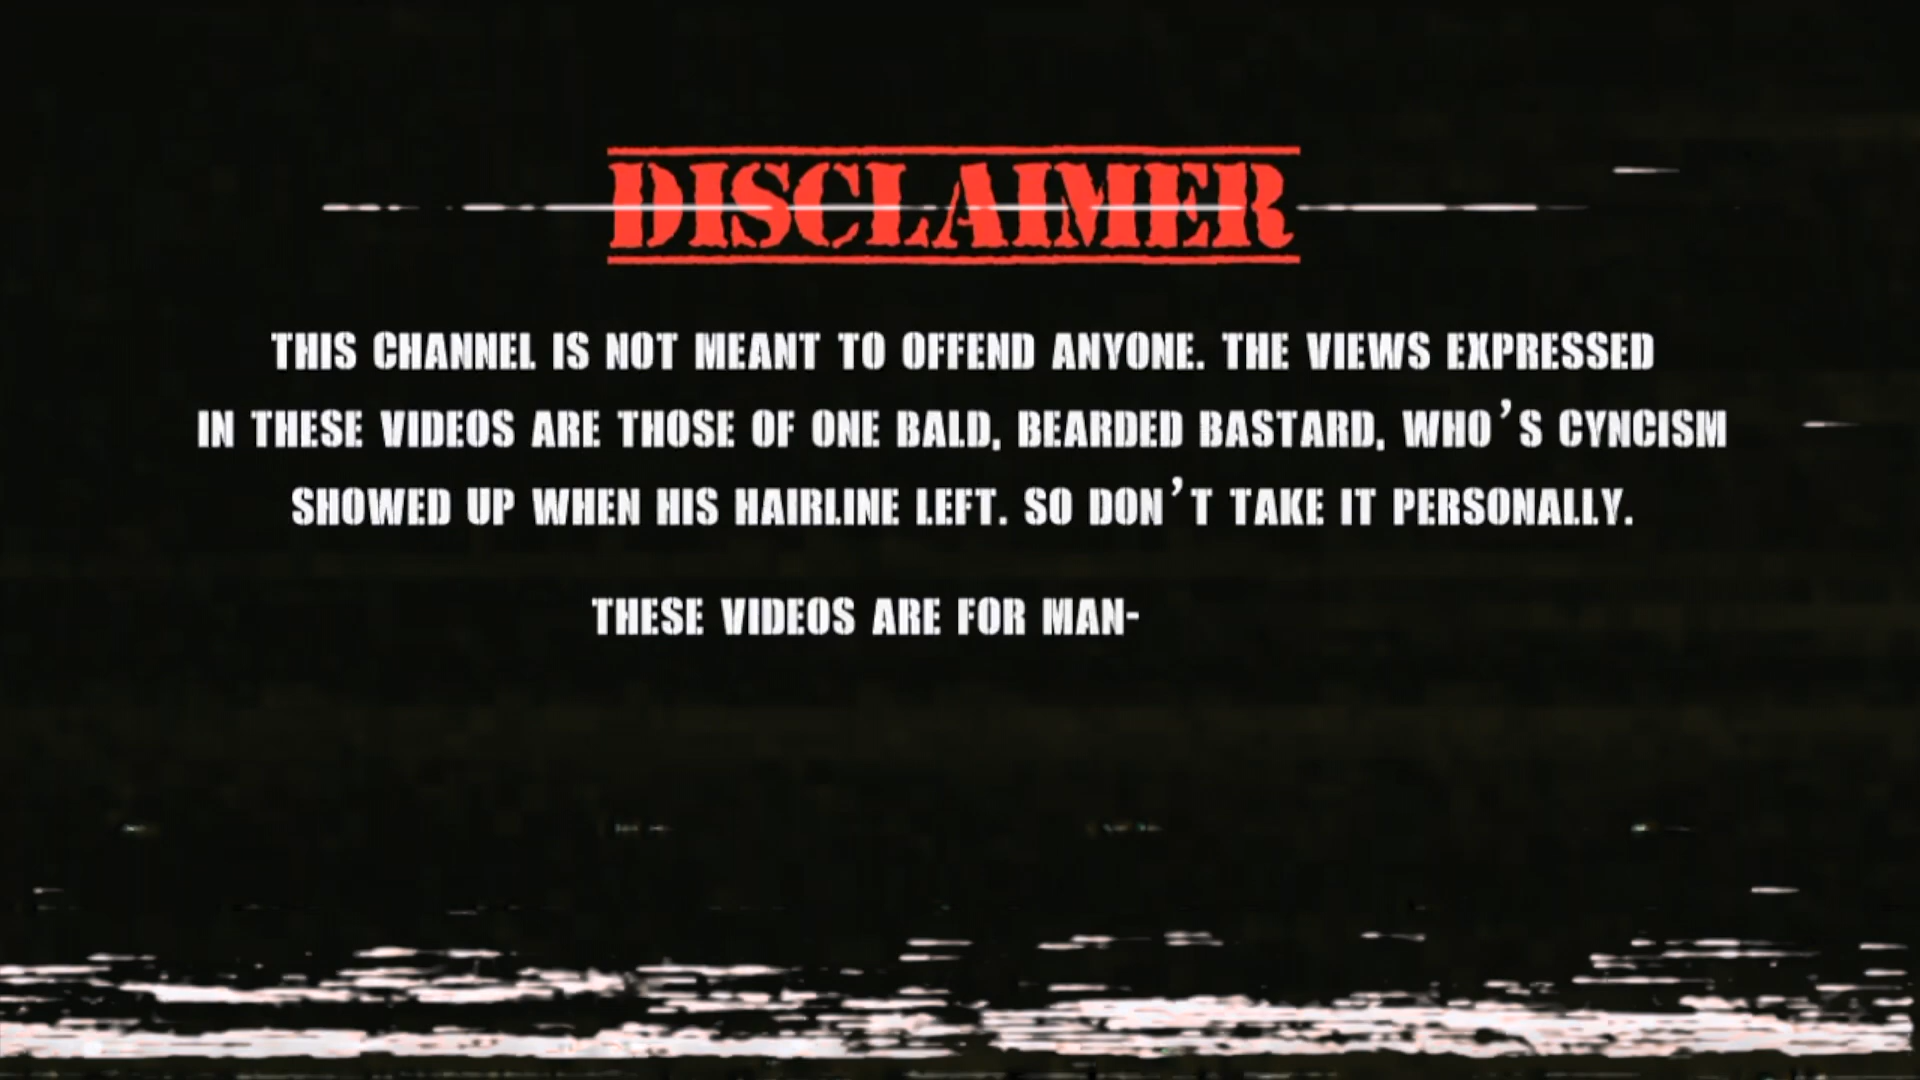 DISCLAIMER
THIS CHANNEL IS NOT MEANT TO OFFEND ANYONE. THE VIEWS EXPRESSED
IN THESE VIDEOS ARE THOSE OF ONE BALD, BEARDED BASTARD, WHO'S CYNCISM
SHOWED UP WHEN HIS HAIRLINE LEFT. SO DON'T TAKE IT PERSONALLY.
THESE VIDEOS ARE FOR MAN-